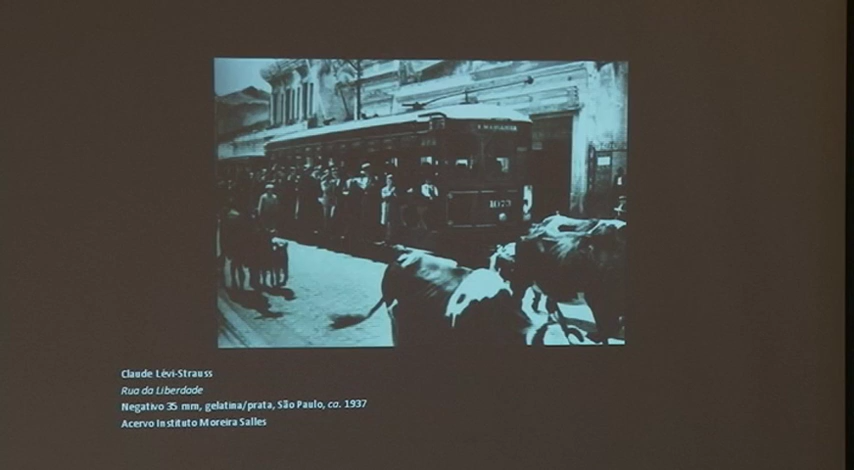 1073
Claude Lévi-Strauss
Rua da Liberdade
Negativo 35 mm, gelatina/prata, São Paulo, ca. 1937
Acervo Instituto Moreira Salles